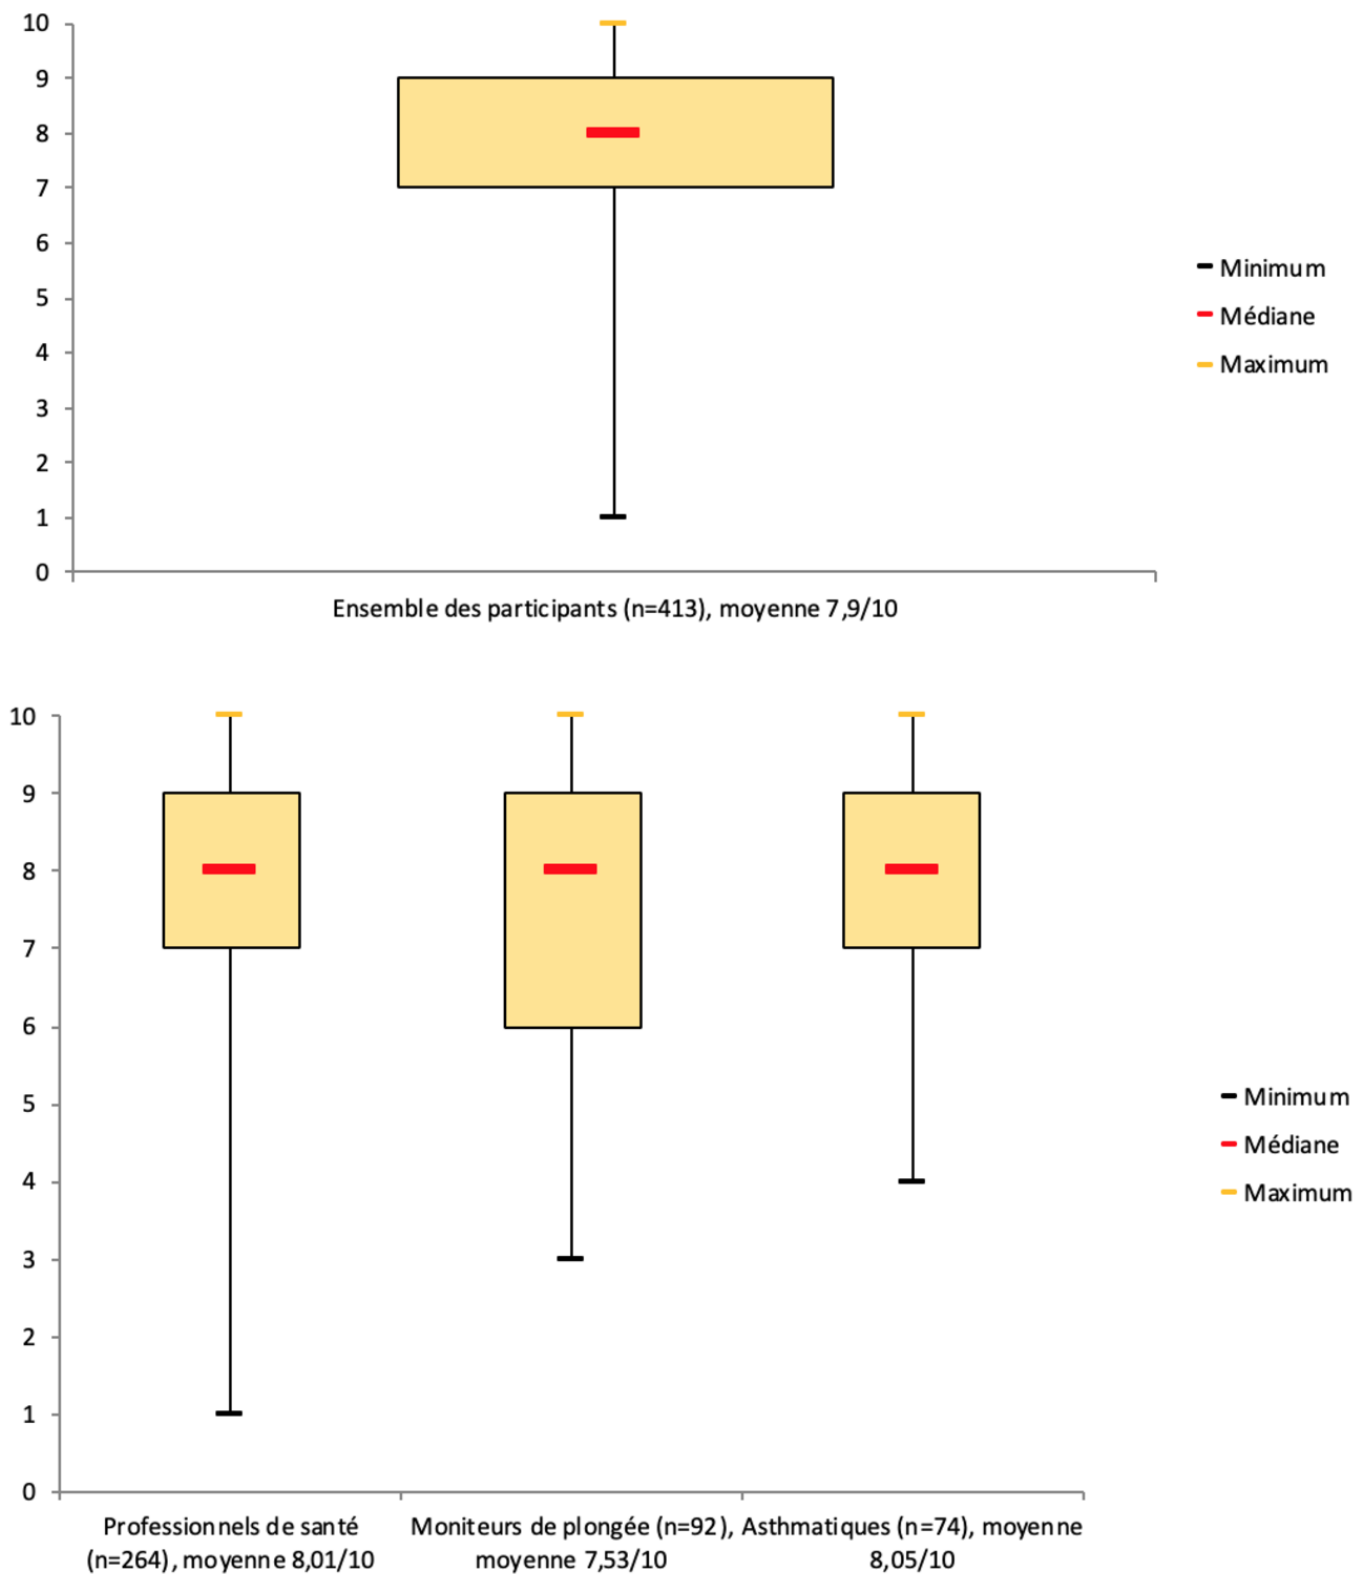 10
9
8
7
6
5
4
3
2
1
0
Minimum
Médiane
Maximum
Ensemble des participants (n=413), moyenne 7,9/10
10
9
8
7
6
5
4
3
2
1
0
Minimum
Médiane
Maximum
Professionnels de santé
(n=264), moyenne 8,01/10
Moniteurs de plongée (n=92),
moyenne 7,53/10
Asthmatiques (n=74), moyenne
8,05/10